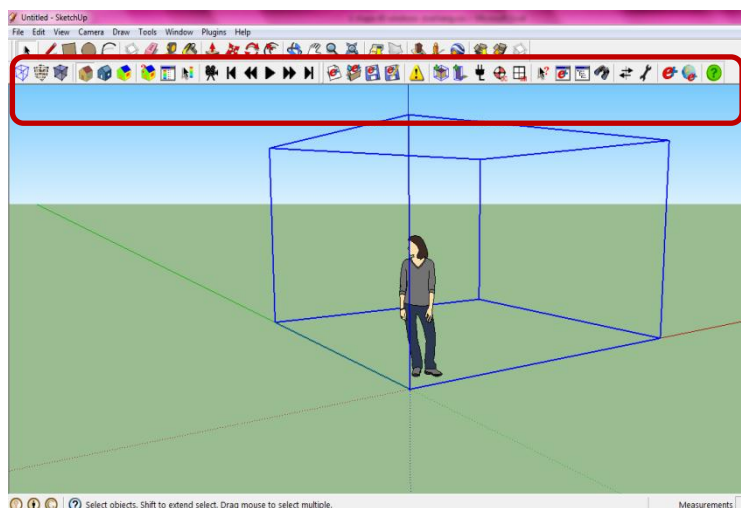 Untitled - SketchUp
File Edit View Camera Draw Tools Window Plugins Help
Select objects. Shift to extend select. Drag mouse to select multiple.
Measurements